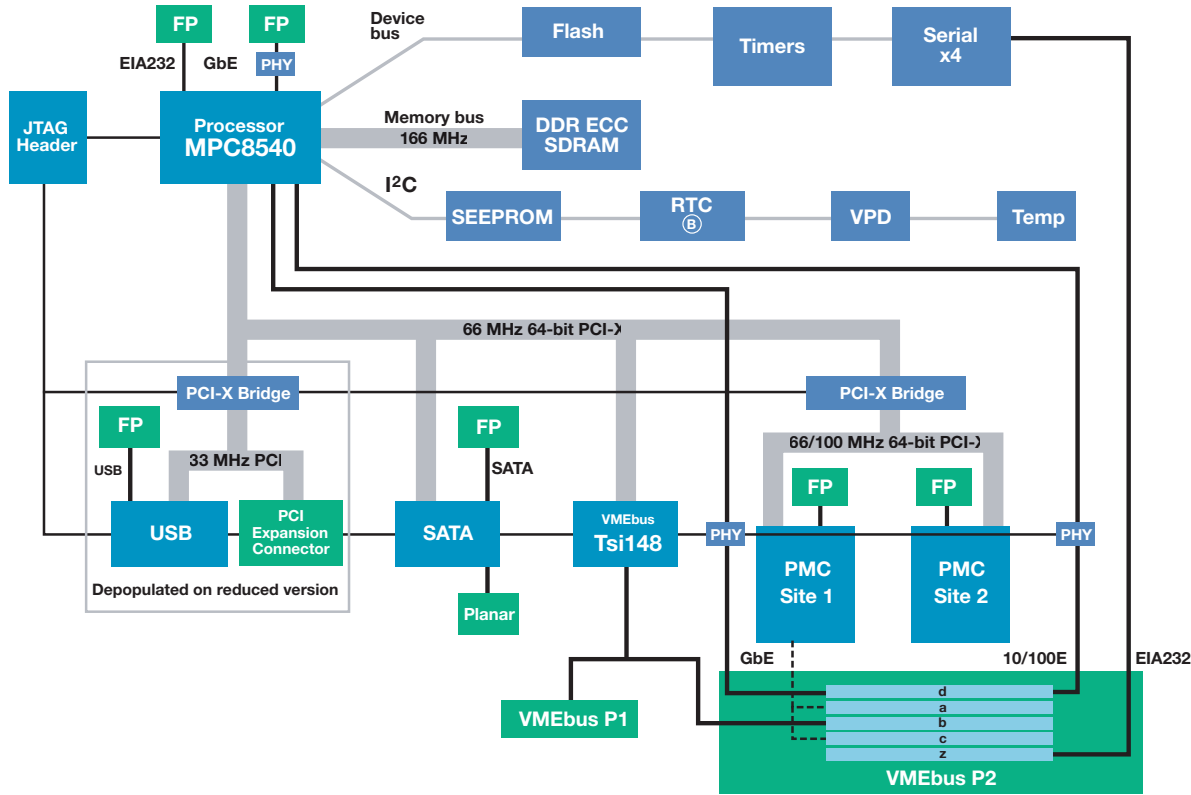 FP
FP
Device
bus
Flash
Timers
Serial
x4
EIA232
GbE
PHY
JTAG
Header
Processor
MPC8540
Memory bus
166 MHz
DDR ECC
SDRAM
I²C
SEEPROM
RTC
B
VPD
Temp
66 MHz 64-bit PCI-X
PCI-X Bridge
PCI-X Bridge
FP
FP
66/100 MHz 64-bit PCI-X
USB
33 MHz PCI
SATA
FP
FP
USB
PCI
Expansion
Connector
SATA
VMEbus
Tsi148
PHY
PHY
PMC
Site 1
PMC
Site 2
Depopulated on reduced version
Planar
GbE
10/100E
EIA232
d
a
b
c
z
VMEbus P1
VMEbus P2